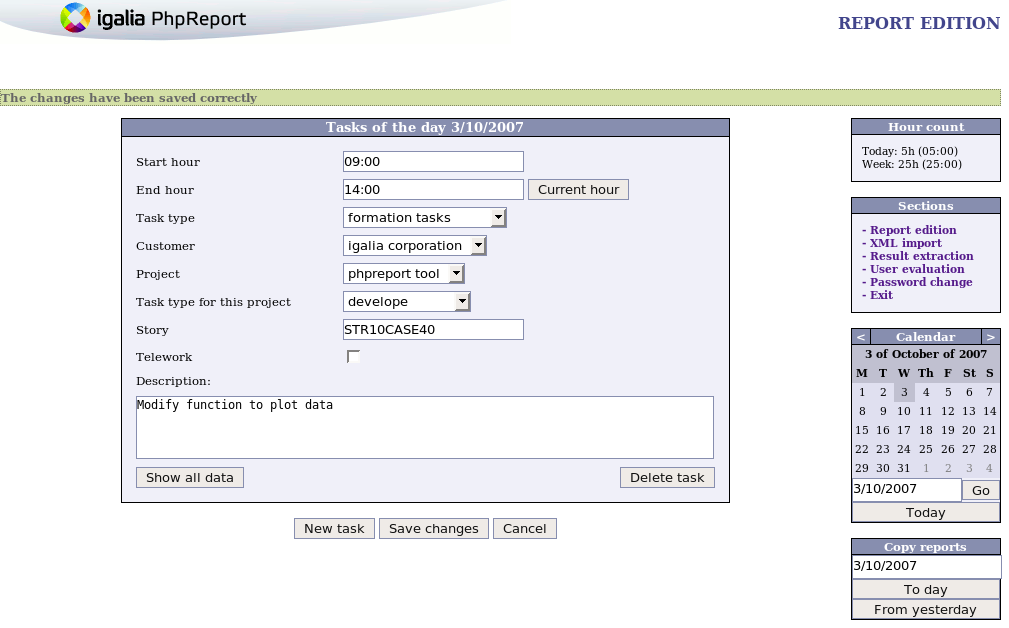 igalia PhpReport
REPORT EDITION
The changes have been saved correctly
Tasks of the day 3/10/2007
Start hour 09:00
End hour 14:00 Current hour
Task type formation tasks
Customer igalia corporation
Project phpreport tool
Task type for this project develope
Story STR10CASE40
Telework
Description:
Modify function to plot data
Show all data Delete task
New task Save changes Cancel
Hour count
Today: 5h (05:00)
Week: 25h (25:00)
Sections
- Report edition
- XML import
- Result extraction
- User evaluation
- Password change
- Exit
< Calendar >
3 of October of 2007
M T W Th F St S
1 2 3 4 5 6 7
8 9 10 11 12 13 14
15 16 17 18 19 20 21
22 23 24 25 26 27 28
29 30 31 1 2 3 4
3/10/2007 Go
Today
Copy reports
3/10/2007
To day
From yesterday